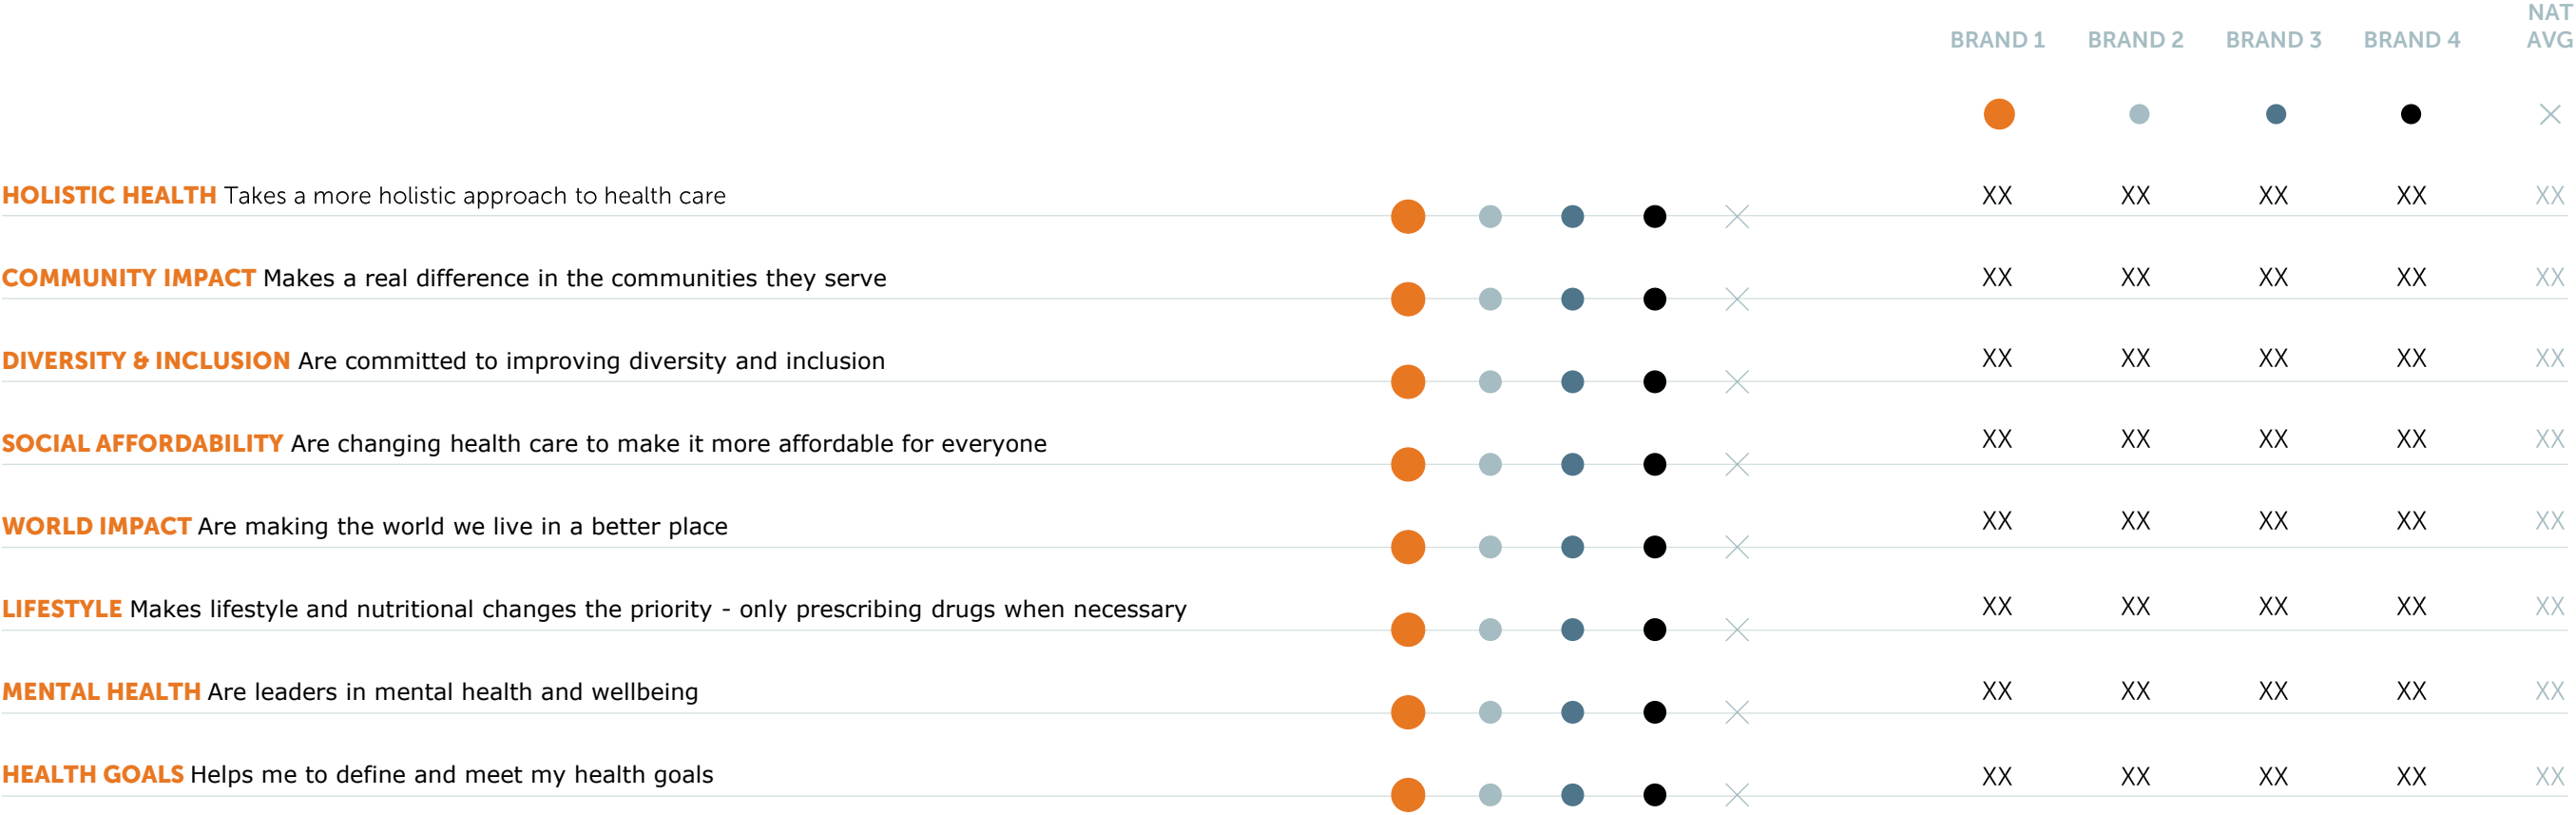 NAT
BRAND 1 BRAND 2 BRAND 3 BRAND 4 AVG
HOLISTIC HEALTH Takes a more holistic approach to health care XX XX XX XX XX
COMMUNITY IMPACT Makes a real difference in the communities they serve XX XX XX XX XX
DIVERSITY & INCLUSION Are committed to improving diversity and inclusion XX XX XX XX XX
SOCIAL AFFORDABILITY Are changing health care to make it more affordable for everyone XX XX XX XX XX
WORLD IMPACT Are making the world we live in a better place XX XX XX XX XX
LIFESTYLE Makes lifestyle and nutritional changes the priority - only prescribing drugs when necessary XX XX XX XX XX
MENTAL HEALTH Are leaders in mental health and wellbeing XX XX XX XX XX
HEALTH GOALS Helps me to define and meet my health goals XX XX XX XX XX